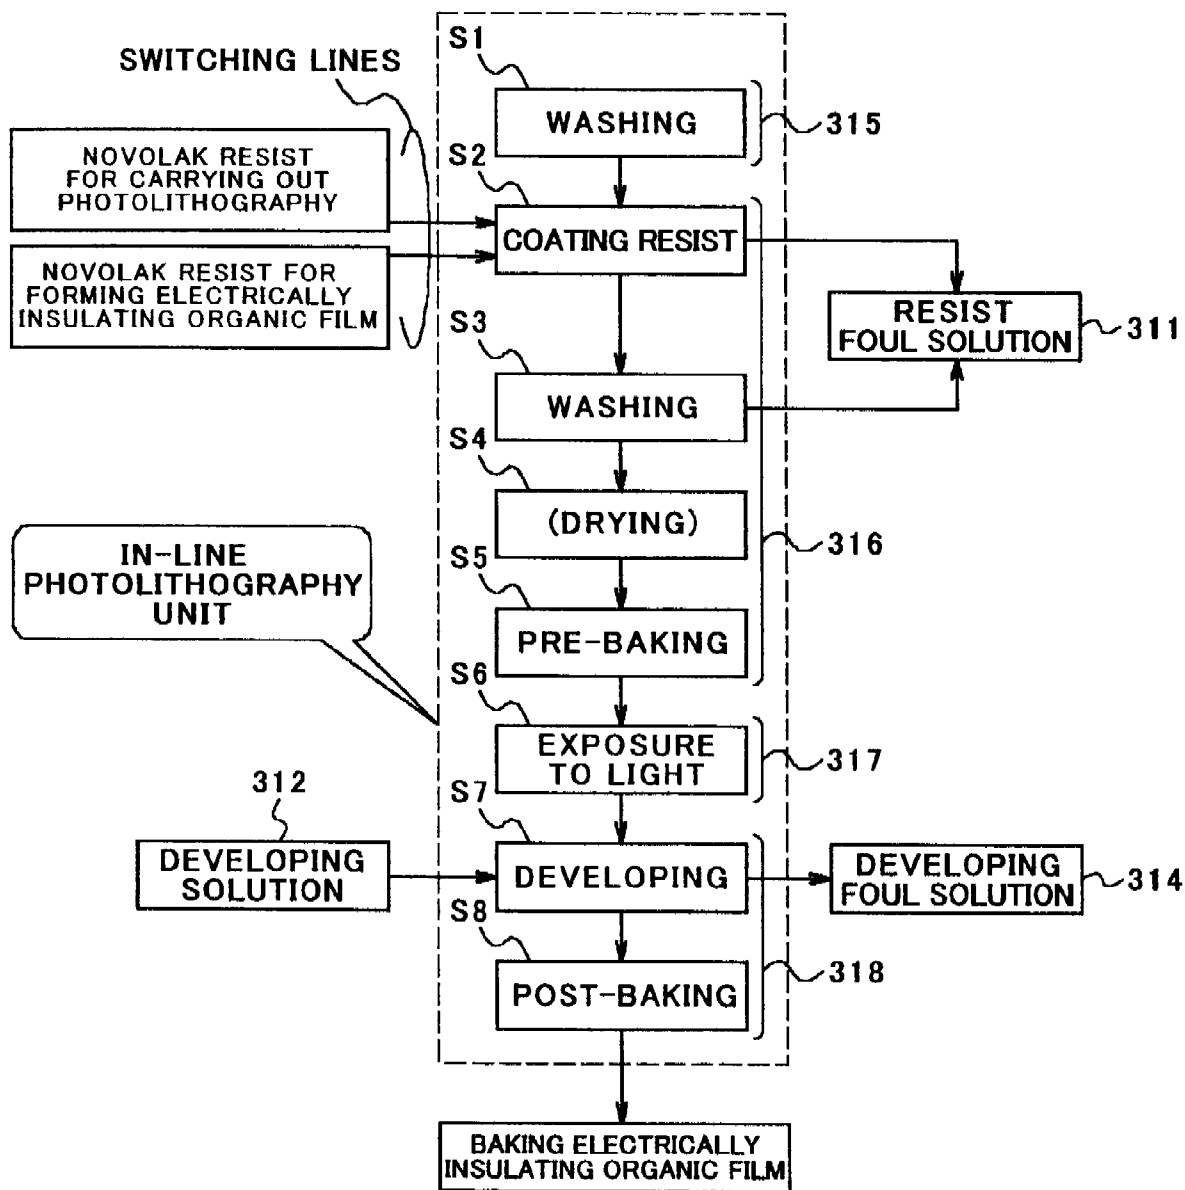 SWITCHING LINES
S1
WASHING
315
NOVOLAK RESIST
FOR CARRYING OUT
PHOTOLITHOGRAPHY
S2
COATING RESIST
NOVOLAK RESIST FOR
FORMING ELECTRICALLY
INSULATING ORGANIC FILM
RESIST
FOUL SOLUTION
311
S3
WASHING
S4
(DRYING)
316
IN-LINE
PHOTOLITHOGRAPHY
UNIT
S5
PRE-BAKING
S6
EXPOSURE
TO LIGHT
317
312
DEVELOPING
SOLUTION
S7
DEVELOPING
DEVELOPING
FOUL SOLUTION
314
S8
POST-BAKING
318
BAKING ELECTRICALLY
INSULATING ORGANIC FILM